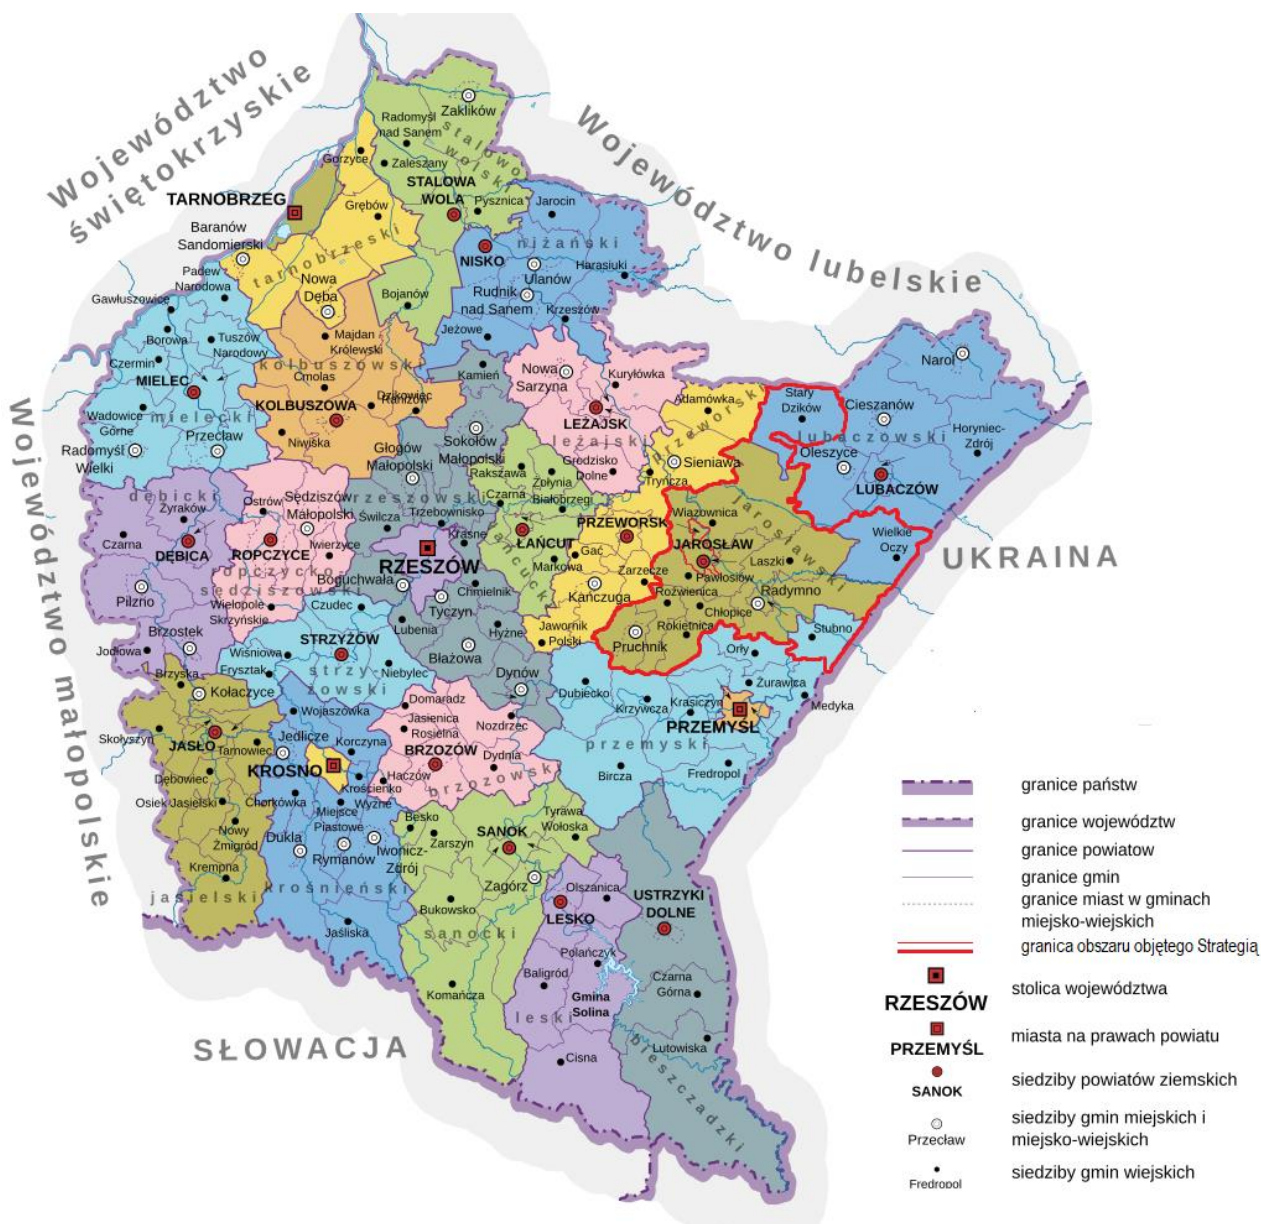 Województwo
świętokrzyskie
Województwo lubelskie
Województwo małopolskie
UKRAINA
SŁOWACJA
Zaklików
Radomyśl
nad Sanem
stalowo
wolski
Gorzyce
Zaleszany
STALOWA
WOLA
Pysznica
TARNOBRZEG
Grębów
Jarocin
Baranów
Sandomierski
tarnobrzeski
niżański
NISKO
Ulanów
Harasiuki
Padew
Narodowa
Nowa
Dęba
Rudnik
nad Sanem
Bojanów
Krzeszów
Gawłuszowice
Borowa
Tuszów
Narodowy
Majdan
Królewski
Jeżowe
Czermin
kolbuszowski
Kamień
Nowa
Sarzyna
Kuryłówka
Narol
MIELEC
Cmolas
Dzikowiec
Raniżów
KOLBUSZOWA
mielecki
Wadowice
Górne
Przecław
Niwiska
LEŻAJSK
leżajski
Adamówka
Stary
Dzików
Cieszanów
lubaczowski
Horyniec-
Zdrój
Radomyśl
Wielki
Głogów
Małopolski
Sokołów
Małopolski
Grodzisko
Dolne
przeworski
Sieniawa
Oleszyce
LUBACZÓW
Rakszawa
Żołynia
Tryńcza
dębicki
Ostrów
Sędziszów
Małopolski
rzeszowski
Czarna
Białobrzegi
Żyraków
Świlcza
Trzebownisko
Wiązownica
jarosławski
Czarna
DĘBICA
ROPCZYCE
Iwierzyce
Krasne
RZESZÓW
ŁAŃCUT
łańcucki
PRZEWORSK
JAROSŁAW
Wielkie
Oczy
Gać
Markowa
Zarzecze
Pawłosiów
Laszki
ropczycko
sędziszowski
Boguchwała
Chmielnik
Kańczuga
Roźwienica
Radymno
Pilzno
Wielopole
Skrzyńskie
Czudec
Tyczyn
Chłopice
Brzostek
STRZYŻÓW
Lubenia
Hyżne
Jawornik
Polski
Rokietnica
Pruchnik
Stubno
Jodłowa
Wiśniowa
Błażowa
Orły
Frysztak
strzy-
żowski
Niebylec
Dynów
Dubiecko
Żurawica
Brzyska
Kołaczyce
Krzywcza
Krasiczyn
Medyka
Wojaszówka
Domaradz
Jasienica
Rosielna
Nozdrzec
PRZEMYŚL
Skołyszyn
JASŁO
Jedlicze
Korczyna
przemyski
Tarnowiec
KROSNO
BRZOZÓW
Dydnia
Dębowiec
Krościenko
Wyżne
Haczów
brzozowski
Bircza
Fredropol
Osiek Jasielski
Chorkówka
Miejsce
Piastowe
Besko
Tyrawa
Wołoska
Nowy
Żmigród
Dukla
Rymanów
Iwonicz-
Zdrój
Zarszyn
SANOK
Krempna
Zagórz
jasielski
krośnieński
Olszanica
USTRZYKI
DOLNE
Bukowsko
LESKO
Jaśliska
sanocki
Polańczyk
Komańcza
Baligród
Gmina
Solina
Czarna
Górna
leski
Cisna
Lutowiska
bieszczadzki
granice państw
granice województw
granice powiatow
granice gmin
granice miast w gminach
miejsko-wiejskich
granica obszaru objętego Strategią
RZESZÓW
stolica województwa
PRZEMYŚL
miasta na prawach powiatu
SANOK
siedziby powiatów ziemskich
Przecław
siedziby gmin miejskich i
miejsko-wiejskich
Fredropol
siedziby gmin wiejskich